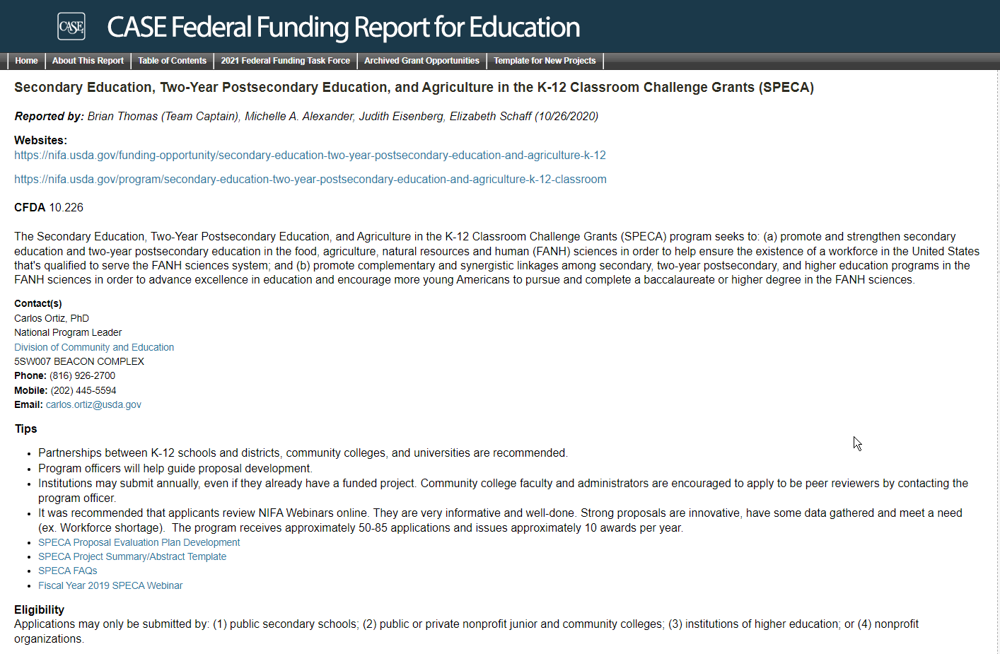 CASE CASE Federal Funding Report for Education
Home About This Report Table of Contents 2021 Federal Funding Task Force Archived Grant Opportunities Template for New Projects
Secondary Education, Two-Year Postsecondary Education, and Agriculture in the K-12 Classroom Challenge Grants (SPECA)
Reported by: Brian Thomas (Team Captain), Michelle A. Alexander, Judith Eisenberg, Elizabeth Schaff (10/26/2020)
Websites:
https://nifa.usda.gov/funding-opportunity/secondary-education-two-year-postsecondary-education-and-agriculture-k-12
https://nifa.usda.gov/program/secondary-education-two-year-postsecondary-education-and-agriculture-k-12-classroom
CFDA 10.226
The Secondary Education, Two-Year Postsecondary Education, and Agriculture in the K-12 Classroom Challenge Grants (SPECA) program seeks to: (a) promote and strengthen secondary
education and two-year postsecondary education in the food, agriculture, natural resources and human (FANH) sciences in order to help ensure the existence of a workforce in the United States
that's qualified to serve the FANH sciences system; and (b) promote complementary and synergistic linkages among secondary, two-year postsecondary, and higher education programs in the
FANH sciences in order to advance excellence in education and encourage more young Americans to pursue and complete a baccalaureate or higher degree in the FANH sciences.
Contact(s)
Carlos Ortiz, PhD
National Program Leader
Division of Community and Education
5SW007 BEACON COMPLEX
Phone: (816) 926-2700
Mobile: (202) 445-5594
Email: carlos.ortiz@usda.gov
Tips
• Partnerships between K-12 schools and districts, community colleges, and universities are recommended.
• Program officers will help guide proposal development.
• Institutions may submit annually, even if they already have a funded project. Community college faculty and administrators are encouraged to apply to be peer reviewers by contacting the
program officer.
• It was recommended that applicants review NIFA Webinars online. They are very informative and well-done. Strong proposals are innovative, have some data gathered and meet a need
(ex. Workforce shortage).  The program receives approximately 50-85 applications and issues approximately 10 awards per year.
• SPECA Proposal Evaluation Plan Development
• SPECA Project Summary/Abstract Template
• SPECA FAQs
• Fiscal Year 2019 SPECA Webinar
Eligibility
Applications may only be submitted by: (1) public secondary schools; (2) public or private nonprofit junior and community colleges; (3) institutions of higher education; or (4) nonprofit
organizations.